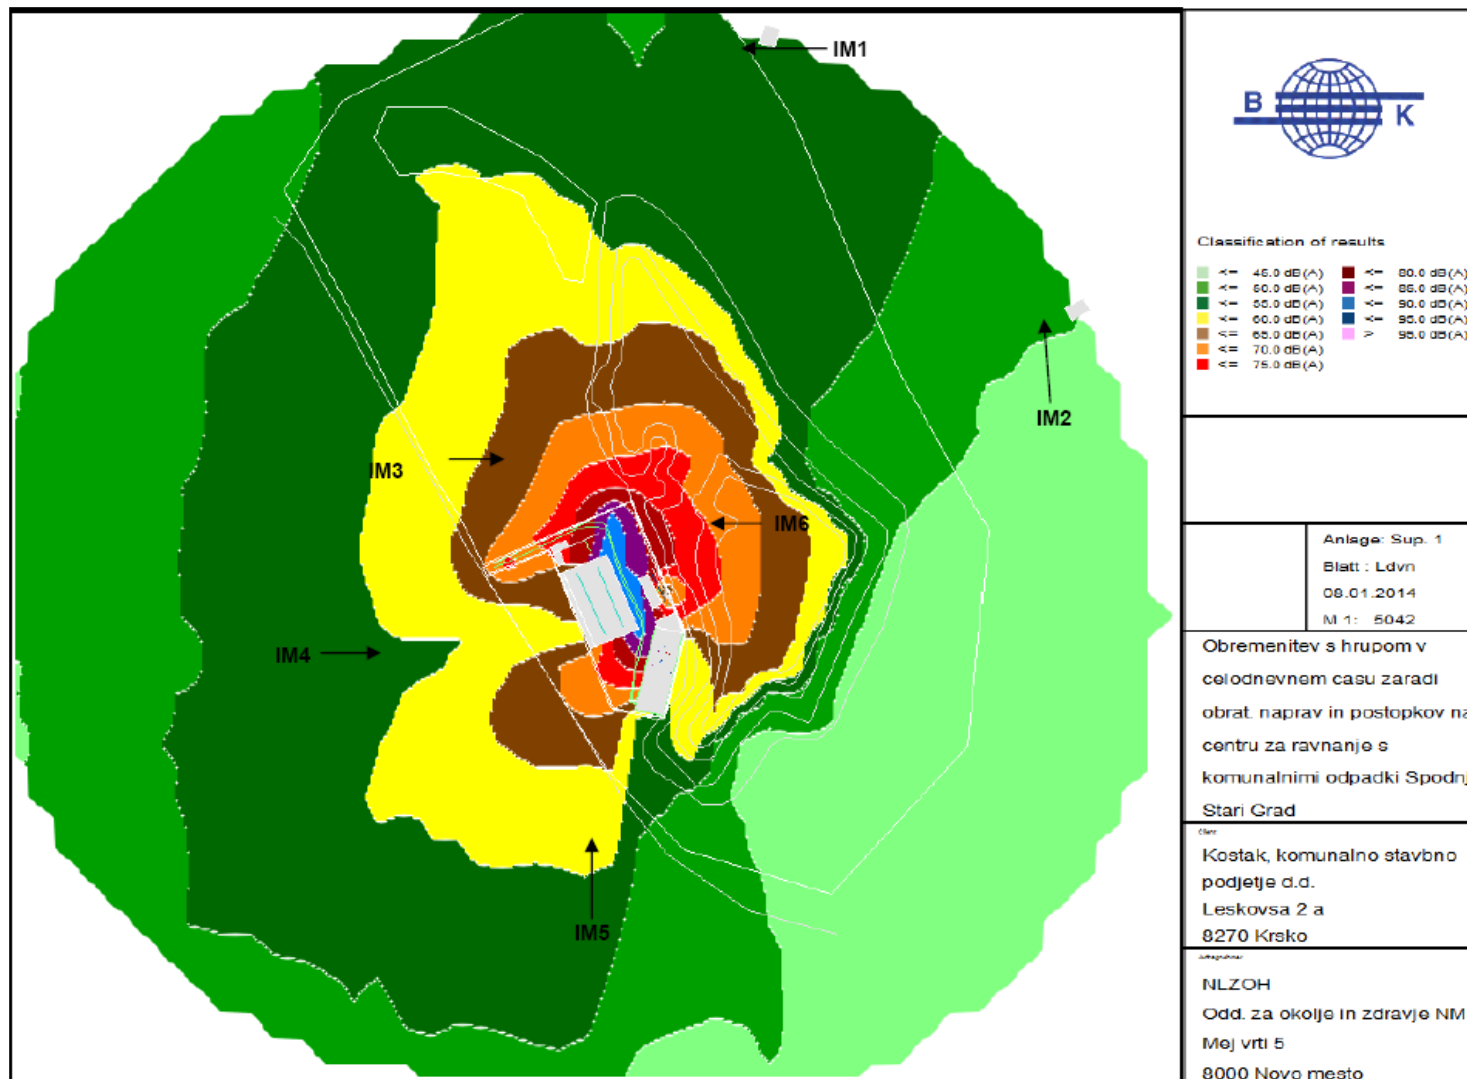 IM1
IM2
IM3
IM6
IM4
IM5
B K
Classification of results
<= 45.0 dB(A)
<= 50.0 dB(A)
<= 55.0 dB(A)
<= 60.0 dB(A)
<= 65.0 dB(A)
<= 70.0 dB(A)
<= 75.0 dB(A)
<= 80.0 dB(A)
<= 85.0 dB(A)
<= 90.0 dB(A)
<= 95.0 dB(A)
> 95.0 dB(A)
Anlage: Sup. 1
Blatt : Ldvn
08.01.2014
M 1: 5042
Obremenitev s hrupom v
celodnevnem casu zaradi
obrat. naprav in postopkov na
centru za ravnanje s
komunalnimi odpadki Spodnj
Stari Grad
Kostak, komunalno stavbno
podjetje d.d.
Leskovsa 2 a
8270 Krsko
NLZOH
Odd. za okolje in zdravje NM
Mej vrti 5
8000 Novo mesto